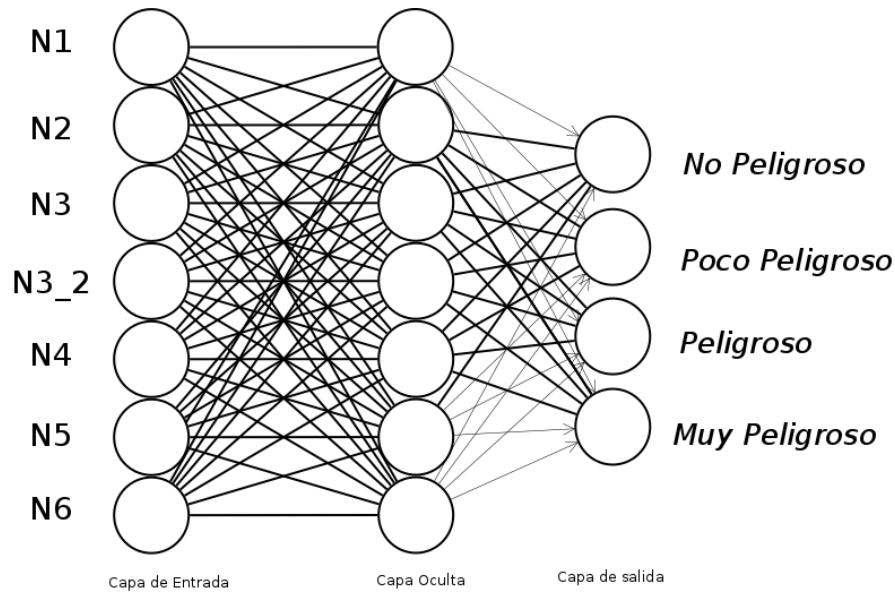 N1
N2
N3
N3_2
N4
N5
N6
No Peligroso
Poco Peligroso
Peligroso
Muy Peligroso
Capa de Entrada
Capa Oculta
Capa de salida